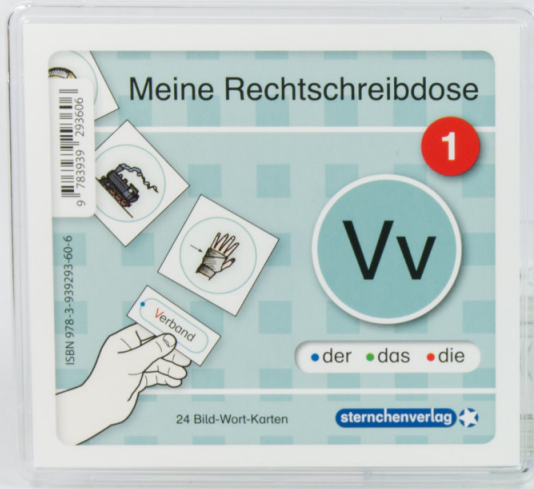 Meine Rechtschreibdose
1
Vv
der das die
Verband
24 Bild-Wort-Karten
sternchenverlag
9 783939 293606
ISBN 978-3-939293-60-6